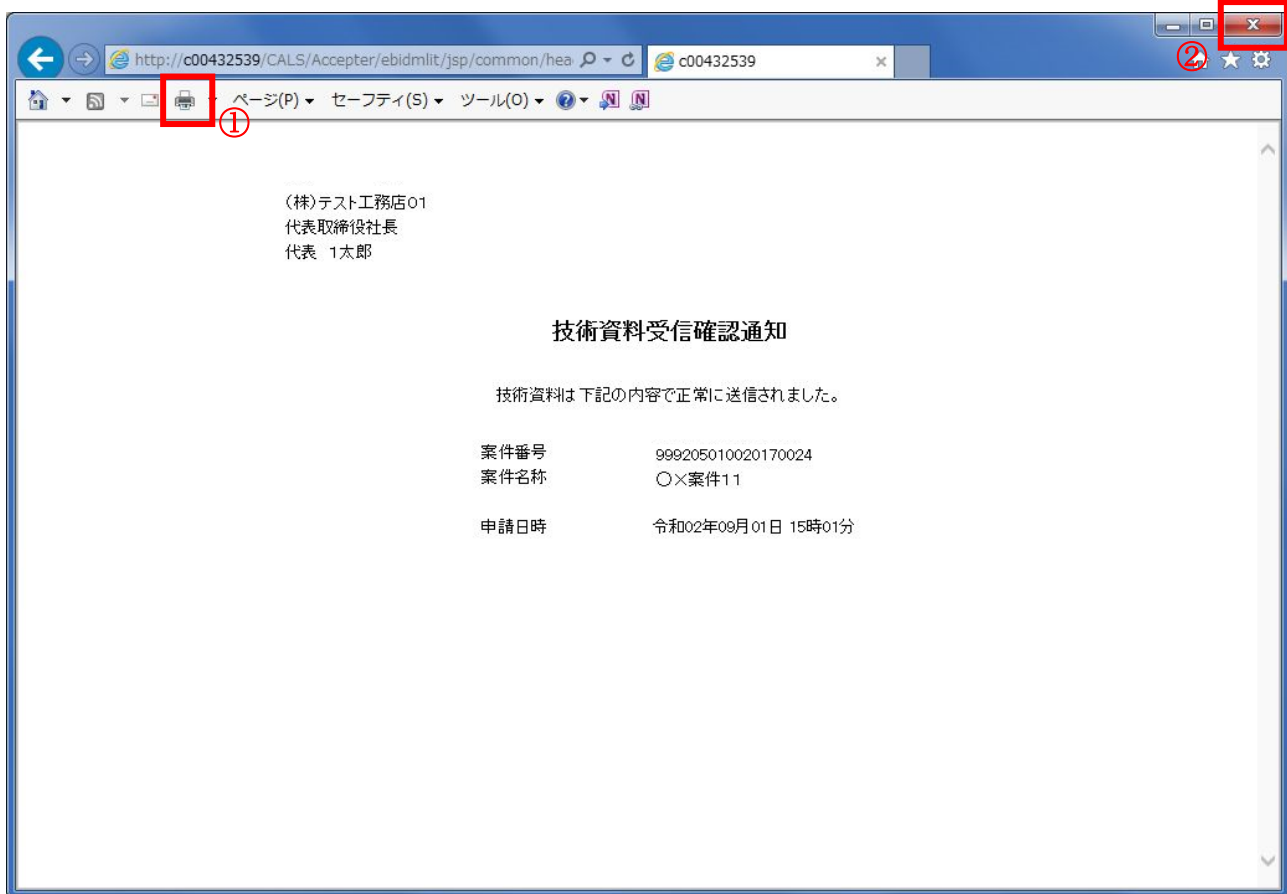 ②
http://c00432539/CALS/Accepter/ebidmlit/jsp/common/hea
c00432539
ページ(P) セーフティ(S) ツール(O)
①
(株)テスト工務店01
代表取締役社長
代表 1太郎
技術資料受信確認通知
技術資料は下記の内容で正常に送信されました。
案件番号 999205010020170024
案件名称 〇×案件11
申請日時 令和02年09月01日 15時01分